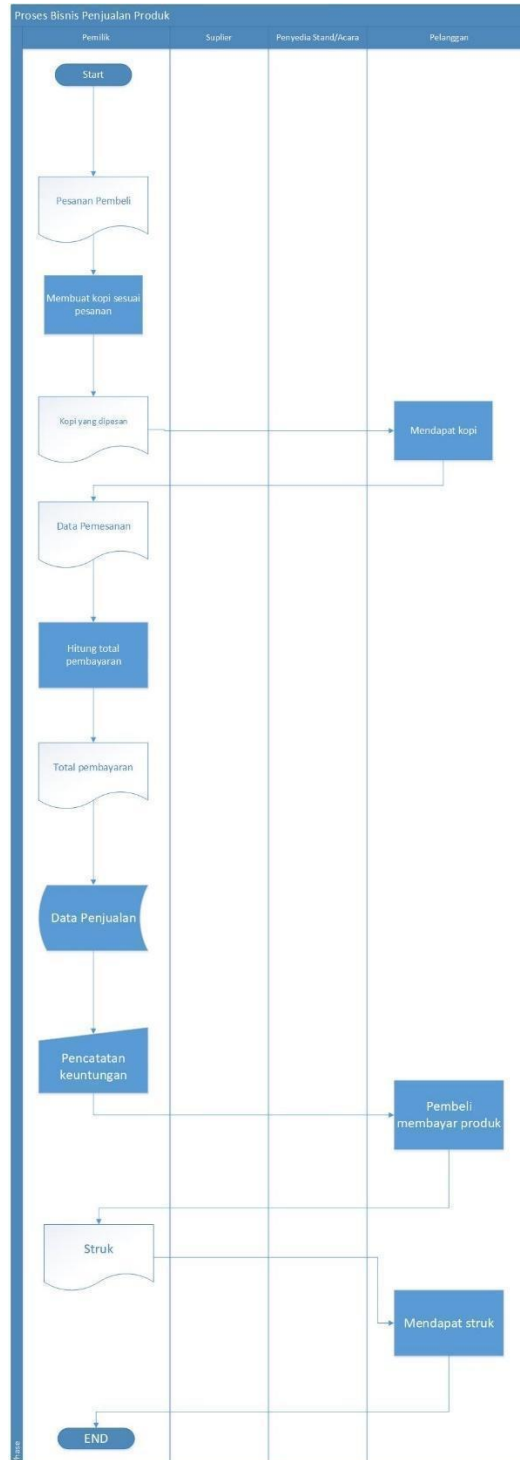 Proses Bisnis Penjualan Produk
Pemilik
Suplier
Penyedia Stand/Acara
Pelanggan
Start
Pesanan Pembeli
Membuat kopi sesuai
pesanan
Kopi yang dipesan
Mendapat kopi
Data Pemesanan
Hitung total
pembayaran
Total pembayaran
Data Penjualan
Pencatatan
keuntungan
Pembeli
membayar produk
Struk
Mendapat struk
END